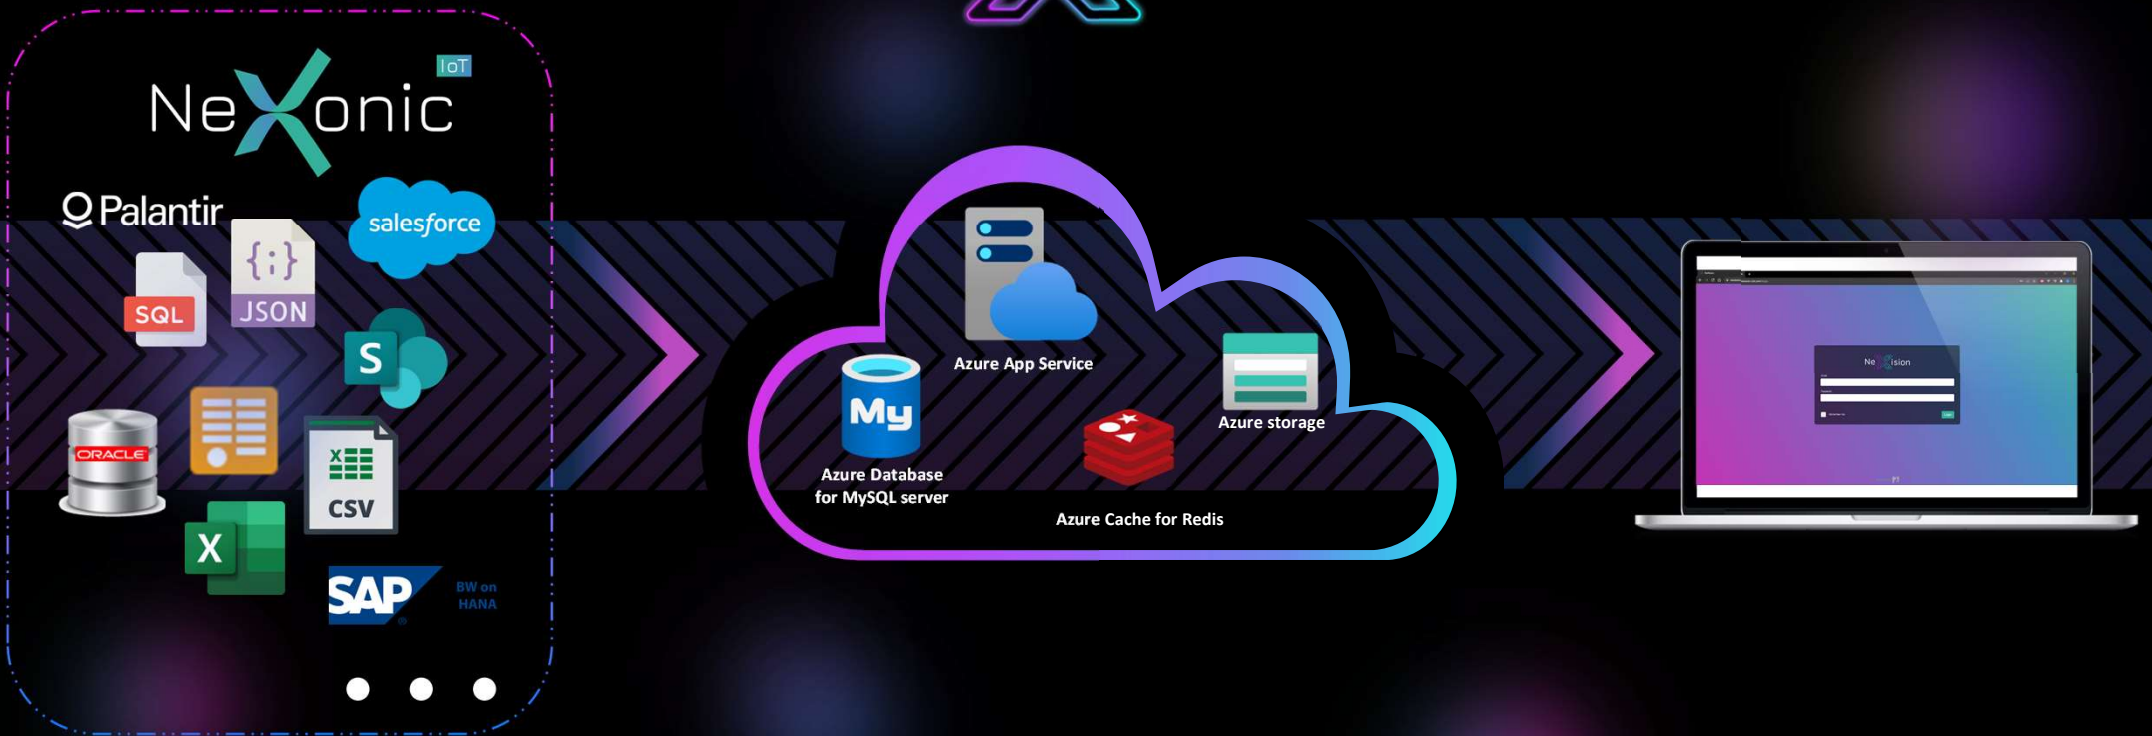 NeXonic
IoT
Palantir
salesforce
{;}
JSON
SQL
S
ORACLE
X
CSV
X
SAP
®
BW on
HANA
Azure App Service
My
Azure Database
for MySQL server
Azure storage
Azure Cache for Redis
NeXision